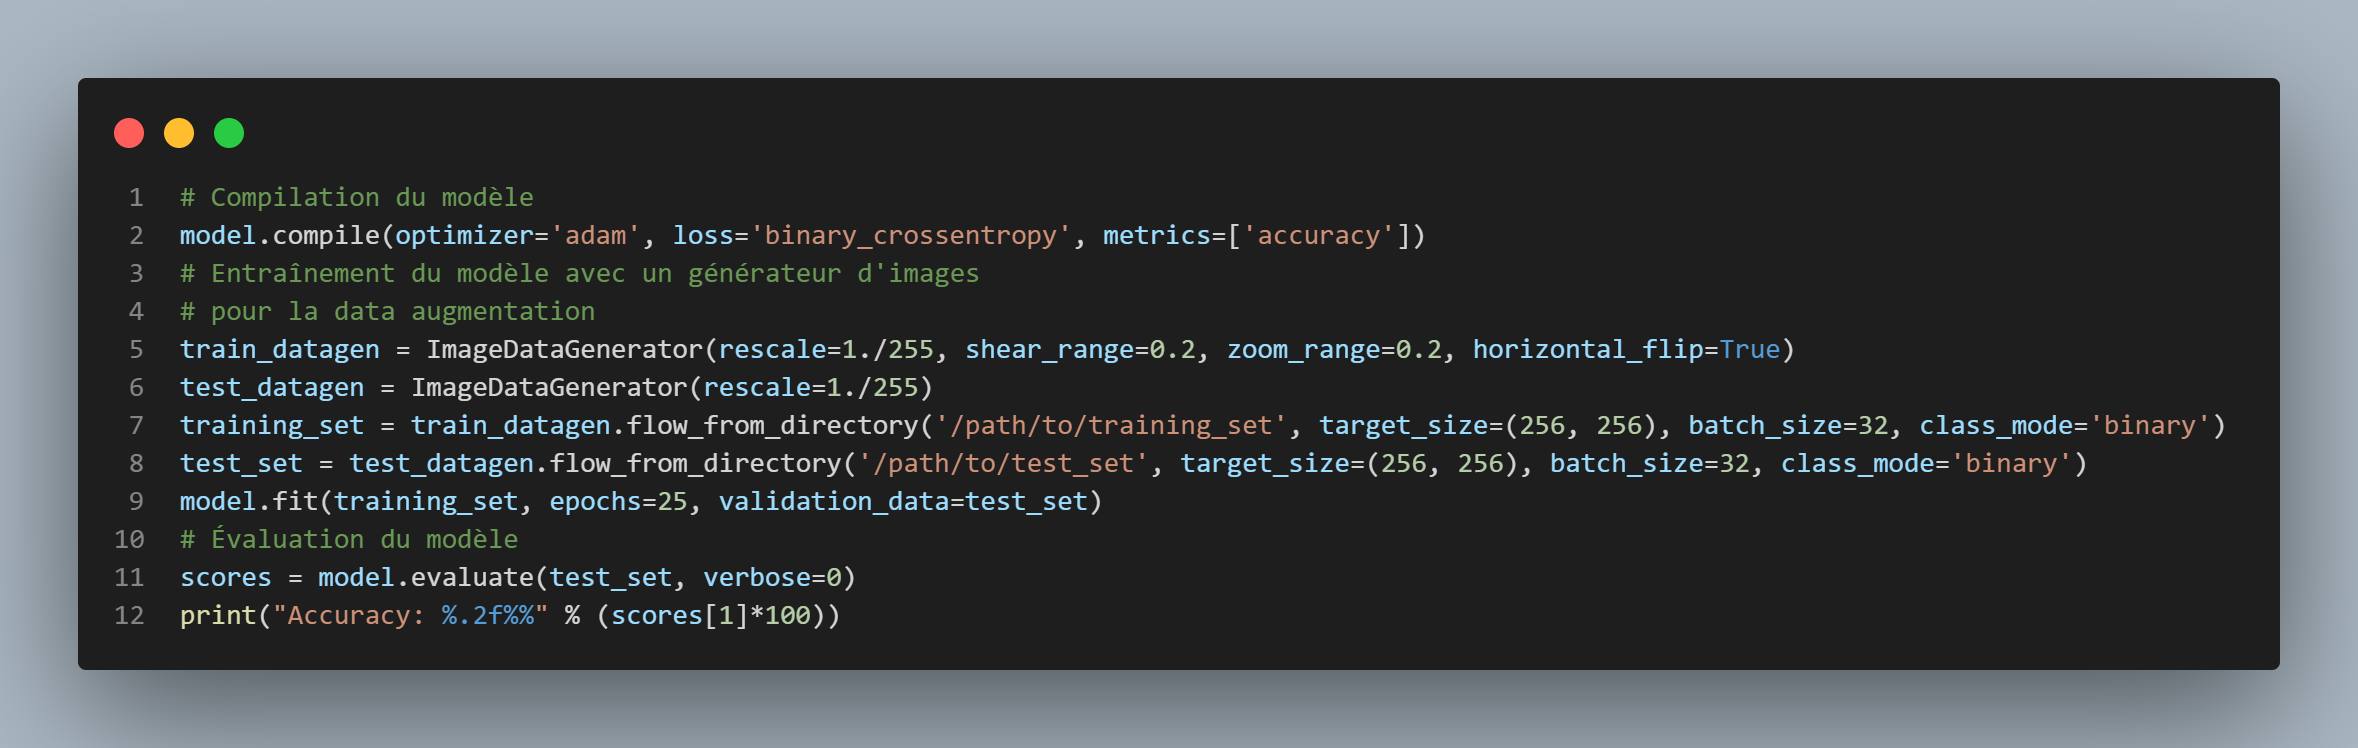 1 # Compilation du modèle
2 model.compile(optimizer='adam', loss='binary_crossentropy', metrics=['accuracy'])
3 # Entraînement du modèle avec un générateur d'images
4 # pour la data augmentation
5 train_datagen = ImageDataGenerator(rescale=1./255, shear_range=0.2, zoom_range=0.2, horizontal_flip=True)
6 test_datagen = ImageDataGenerator(rescale=1./255)
7 training_set = train_datagen.flow_from_directory('/path/to/training_set', target_size=(256, 256), batch_size=32, class_mode='binary')
8 test_set = test_datagen.flow_from_directory('/path/to/test_set', target_size=(256, 256), batch_size=32, class_mode='binary')
9 model.fit(training_set, epochs=25, validation_data=test_set)
10 # Évaluation du modèle
11 scores = model.evaluate(test_set, verbose=0)
12 print("Accuracy: %.2f%%" % (scores[1]*100))